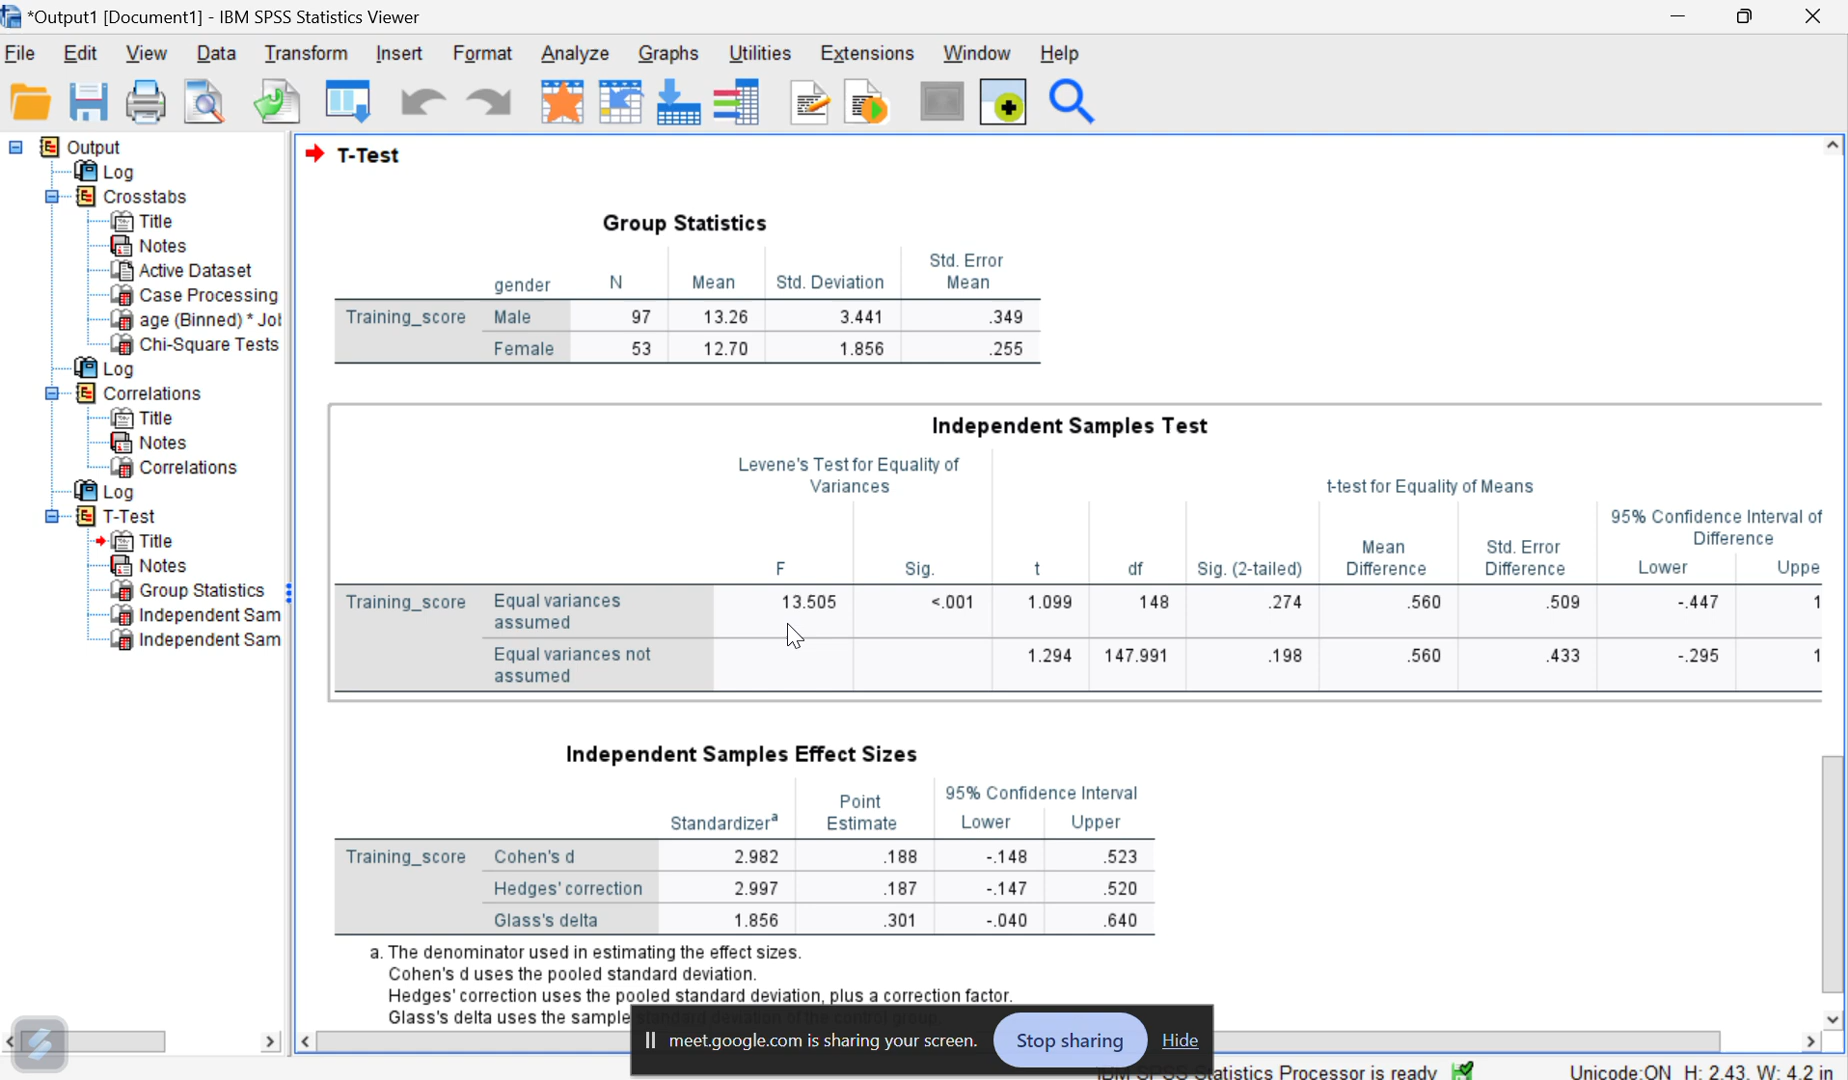 *Output1 [Document1] - IBM SPSS Statistics Viewer
File Edit View Data Transform Insert Format Analyze Graphs Utilities Extensions Window Help
Output
Log
Crosstabs
Title
Notes
Active Dataset
Case Processing
age (Binned) * Jo
Chi-Square Tests
Log
Correlations
Title
Notes
Correlations
Log
T-Test
Title
Notes
Group Statistics
Independent Sam
Independent Sam
T-Test
Group Statistics
gender N Mean Std. Deviation Std. Error Mean
Training_score Male 97 13.26 3.441 .349
Female 53 12.70 1.856 .255
Independent Samples Test
Levene's Test for Equality of Variances
t-test for Equality of Means
95% Confidence Interval of
Difference
F Sig. t df Sig. (2-tailed) Mean Difference Std. Error Difference Lower Uppe
Training_score Equal variances assumed 13.505 <.001 1.099 148 .274 .560 .509 -.447 1
Equal variances not assumed 1.294 147.991 .198 .560 .433 -.295 1
Independent Samples Effect Sizes
Standardizerᵃ Point Estimate 95% Confidence Interval
Lower Upper
Training_score Cohen's d 2.982 .188 -.148 .523
Hedges' correction 2.997 .187 -.147 .520
Glass's delta 1.856 .301 -.040 .640
a. The denominator used in estimating the effect sizes.
Cohen's d uses the pooled standard deviation.
Hedges' correction uses the pooled standard deviation, plus a correction factor.
Glass's delta uses the sample standard deviation of the control group.
meet.google.com is sharing your screen. Stop sharing Hide
IBM SPSS Statistics Processor is ready Unicode:ON H: 2.43, W: 4.2 in